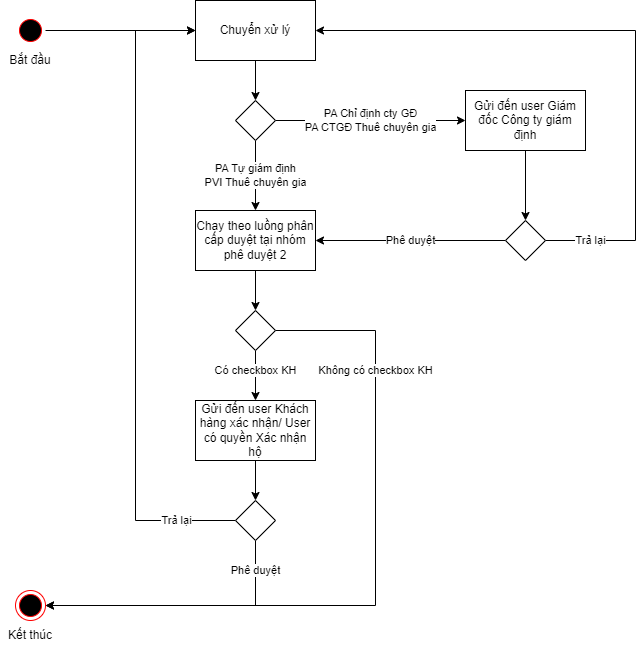 Chuyển xử lý
Bắt đầu
PA Chỉ định cty GĐ
PA CTGĐ Thuê chuyên gia
Gửi đến user Giám
đốc Công ty giám
định
PA Tự giám định
PVI Thuê chuyên gia
Chạy theo luồng phân
cấp duyệt tại nhóm
phê duyệt 2
Phê duyệt
Trả lại
Có checkbox KH
Không có checkbox KH
Gửi đến user Khách
hàng xác nhận/ User
có quyền Xác nhận
hộ
Trả lại
Phê duyệt
Kết thúc